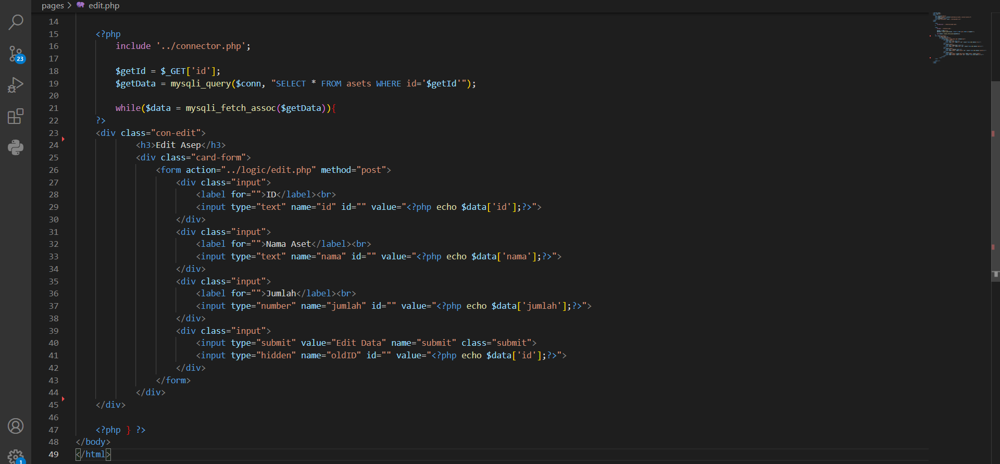 pages > edit.php
14
15 <?php
16 include '../connector.php';
17
18 $getId = $_GET['id'];
19 $getData = mysqli_query($conn, "SELECT * FROM asets WHERE id='$getId'");
20
21 while($data = mysqli_fetch_assoc($getData)){
22 ?>
23 <div class="con-edit">
24 <h3>Edit Asep</h3>
25 <div class="card-form">
26 <form action="../logic/edit.php" method="post">
27 <div class="input">
28 <label for="">ID</label><br>
29 <input type="text" name="id" id="" value="<?php echo $data['id'];?>">
30 </div>
31 <div class="input">
32 <label for="">Nama Aset</label><br>
33 <input type="text" name="nama" id="" value="<?php echo $data['nama'];?>">
34 </div>
35 <div class="input">
36 <label for="">Jumlah</label><br>
37 <input type="number" name="jumlah" id="" value="<?php echo $data['jumlah'];?>">
38 </div>
39 <div class="input">
40 <input type="submit" value="Edit Data" name="submit" class="submit">
41 <input type="hidden" name="oldID" id="" value="<?php echo $data['id'];?>">
42 </div>
43 </form>
44 </div>
45 </div>
46
47 <?php } ?>
48 </body>
49 </html>
23
1